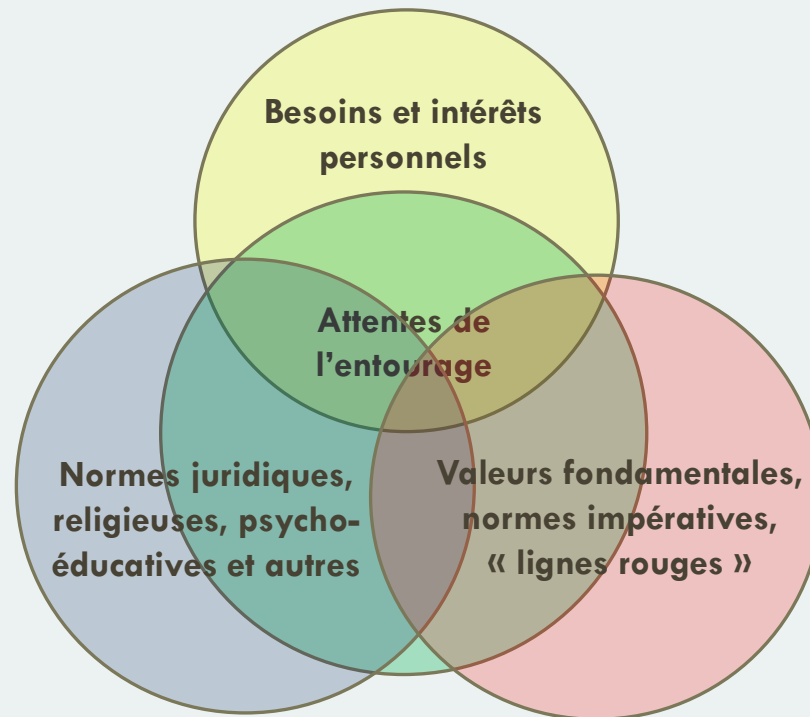 Besoins et intérêts
personnels
Attentes de
l'entourage
Normes juridiques,
religieuses, psycho-
éducatives et autres
Valeurs fondamentales,
normes impératives,
« lignes rouges »